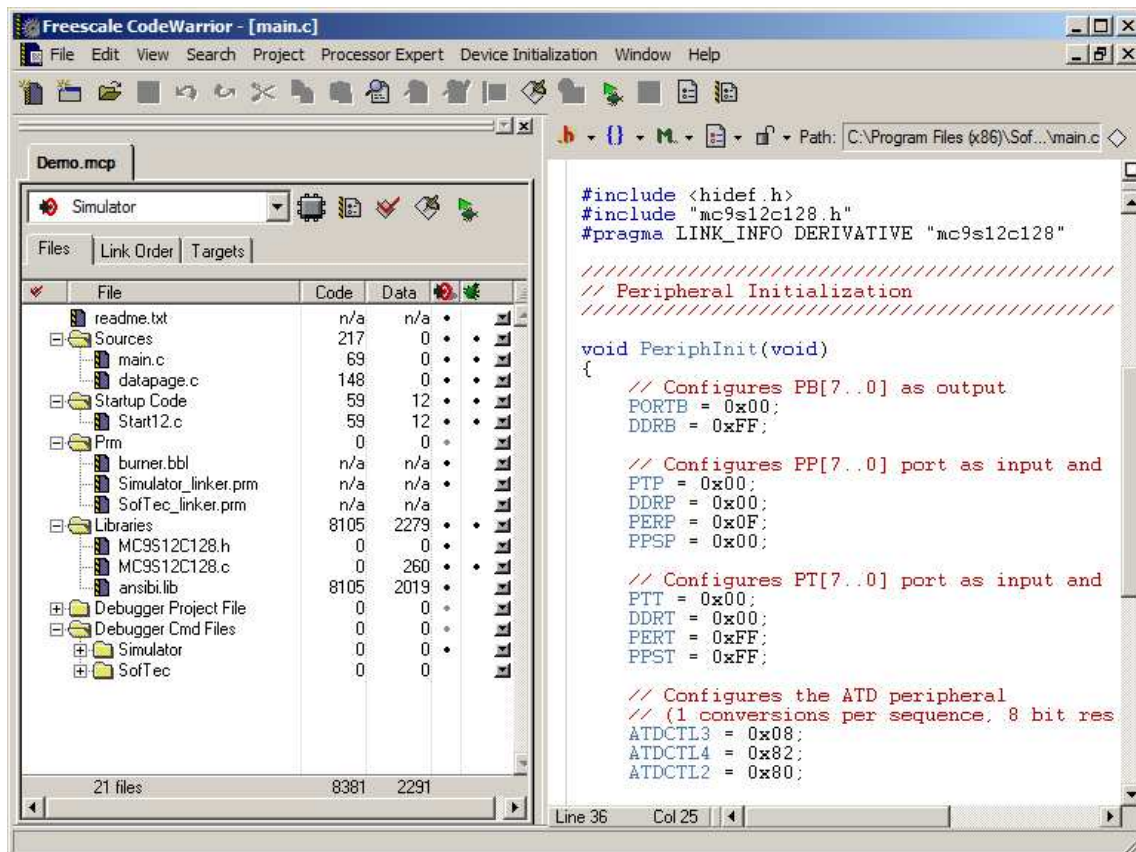 Freescale CodeWarrior - [main.c]
File Edit View Search Project Processor Expert Device Initialization Window Help
Demo.mcp
Simulator
Files Link Order Targets
File Code Data
readme.txt n/a n/a
Sources 217 0
main.c 69 0
datapage.c 148 0
Startup Code 59 12
Start12.c 59 12
Prm 0 0
burner.bbl n/a n/a
Simulator_linker.prm n/a n/a
SofTec_linker.prm n/a n/a
Libraries 8105 2279
MC9S12C128.h 0 0
MC9S12C128.c 0 260
ansibi.lib 8105 2019
Debugger Project File 0 0
Debugger Cmd Files 0 0
Simulator 0 0
SofTec 0 0
21 files 8381 2291
.h {} M. Path: C:\Program Files (x86)\Sof...\main.c
#include <hidef.h>
#include "mc9s12c128.h"
#pragma LINK_INFO DERIVATIVE "mc9s12c128"
/////////////////////////////////////////////
// Peripheral Initialization
/////////////////////////////////////////////
void PeriphInit(void)
{
// Configures PB[7..0] as output
PORTB = 0x00;
DDRB = 0xFF;
// Configures PP[7..0] port as input and
PTP = 0x00;
DDRP = 0x00;
PERP = 0x0F;
PPSP = 0x00;
// Configures PT[7..0] port as input and
PTT = 0x00;
DDRT = 0x00;
PERT = 0xFF;
PPST = 0xFF;
// Configures the ATD peripheral
// (1 conversions per sequence, 8 bit res
ATDCTL3 = 0x08;
ATDCTL4 = 0x82;
ATDCTL2 = 0x80;
Line 36 Col 25